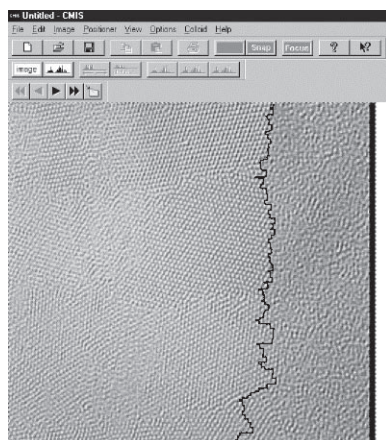 Untitled - CMIS
File Edit Image Positioner View Options Colloid Help
Snap Focus
image